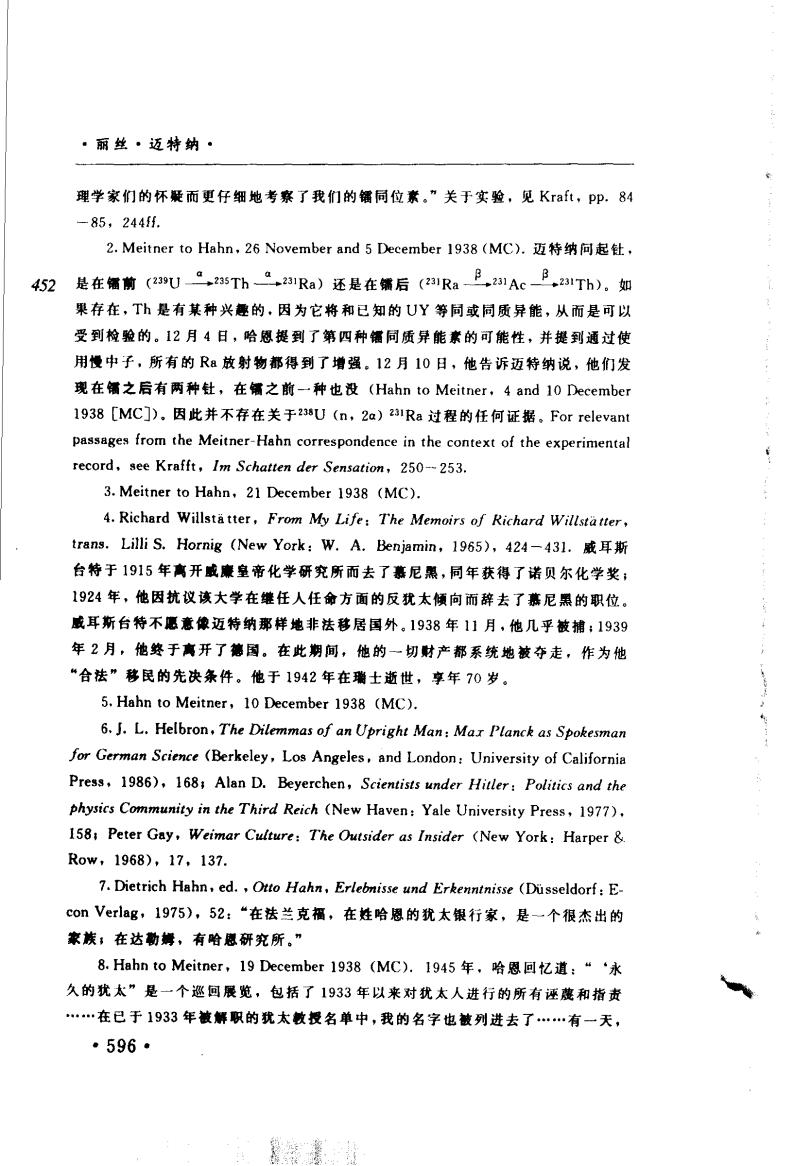 ·丽丝·迈特纳·
理学家们的怀疑而更仔细地考察了我们的镭同位素。”关于实验，见 Kraft，pp. 84
－85，244ff.
2. Meitner to Hahn，26 November and 5 December 1938 (MC). 迈特纳问起钍，
452 是在镭前（²³⁹U —α→ ²³⁵Th —α→ ²³¹Ra）还是在镭后（²³¹Ra —β→ ²³¹Ac —β→ ²³¹Th）。如
果存在，Th 是有某种兴趣的，因为它将和已知的 UY 等同或同质异能，从而是可以
受到检验的。12 月 4 日，哈恩提到了第四种镭同质异能素的可能性，并提到通过使
用慢中子，所有的 Ra 放射物都得到了增强。12 月 10 日，他告诉迈特纳说，他们发
现在镭之后有两种钍，在镭之前一种也没（Hahn to Meitner，4 and 10 December
1938 [MC]）。因此并不存在关于²³⁸U（n，2α）²³¹Ra 过程的任何证据。For relevant
passages from the Meitner-Hahn correspondence in the context of the experimental
record，see Krafft，Im Schatten der Sensation，250－253.
3. Meitner to Hahn，21 December 1938 (MC).
4. Richard Willstätter，From My Life：The Memoirs of Richard Willstätter，
trans. Lilli S. Hornig (New York：W. A. Benjamin，1965)，424－431. 威耳斯
台特于 1915 年离开威廉皇帝化学研究所而去了慕尼黑，同年获得了诺贝尔化学奖；
1924 年，他因抗议该大学在继任人任命方面的反犹太倾向而辞去了慕尼黑的职位。
威耳斯台特不愿意像迈特纳那样地非法移居国外。1938 年 11 月，他几乎被捕；1939
年 2 月，他终于离开了德国。在此期间，他的一切财产都系统地被夺走，作为他
“合法”移民的先决条件。他于 1942 年在瑞士逝世，享年 70 岁。
5. Hahn to Meitner，10 December 1938 (MC).
6. J. L. Helbron，The Dilemmas of an Upright Man：Max Planck as Spokesman
for German Science (Berkeley，Los Angeles，and London：University of California
Press，1986)，168；Alan D. Beyerchen，Scientists under Hitler：Politics and the
physics Community in the Third Reich (New Haven：Yale University Press，1977)，
158；Peter Gay，Weimar Culture：The Outsider as Insider (New York：Harper &
Row，1968)，17，137.
7. Dietrich Hahn，ed.，Otto Hahn，Erlebnisse und Erkenntnisse (Düsseldorf：E-
con Verlag，1975)，52：“在法兰克福，在姓哈恩的犹太银行家，是一个很杰出的
家族；在达勒姆，有哈恩研究所。”
8. Hahn to Meitner，19 December 1938 (MC). 1945 年，哈恩回忆道：“‘永
久的犹太”是一个巡回展览，包括了 1933 年以来对犹太人进行的所有诬蔑和指责
……在已于 1933 年被解职的犹太教授名单中，我的名字也被列进去了……有一天，
·596·